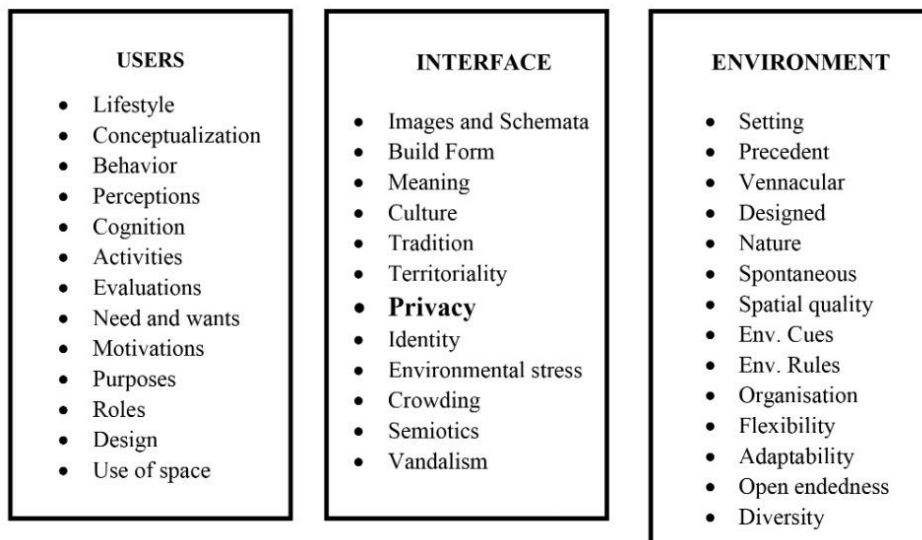 USERS
• Lifestyle
• Conceptualization
• Behavior
• Perceptions
• Cognition
• Activities
• Evaluations
• Need and wants
• Motivations
• Purposes
• Roles
• Design
• Use of space
INTERFACE
• Images and Schemata
• Build Form
• Meaning
• Culture
• Tradition
• Territoriality
• Privacy
• Identity
• Environmental stress
• Crowding
• Semiotics
• Vandalism
ENVIRONMENT
• Setting
• Precedent
• Vennacular
• Designed
• Nature
• Spontaneous
• Spatial quality
• Env. Cues
• Env. Rules
• Organisation
• Flexibility
• Adaptability
• Open endedness
• Diversity